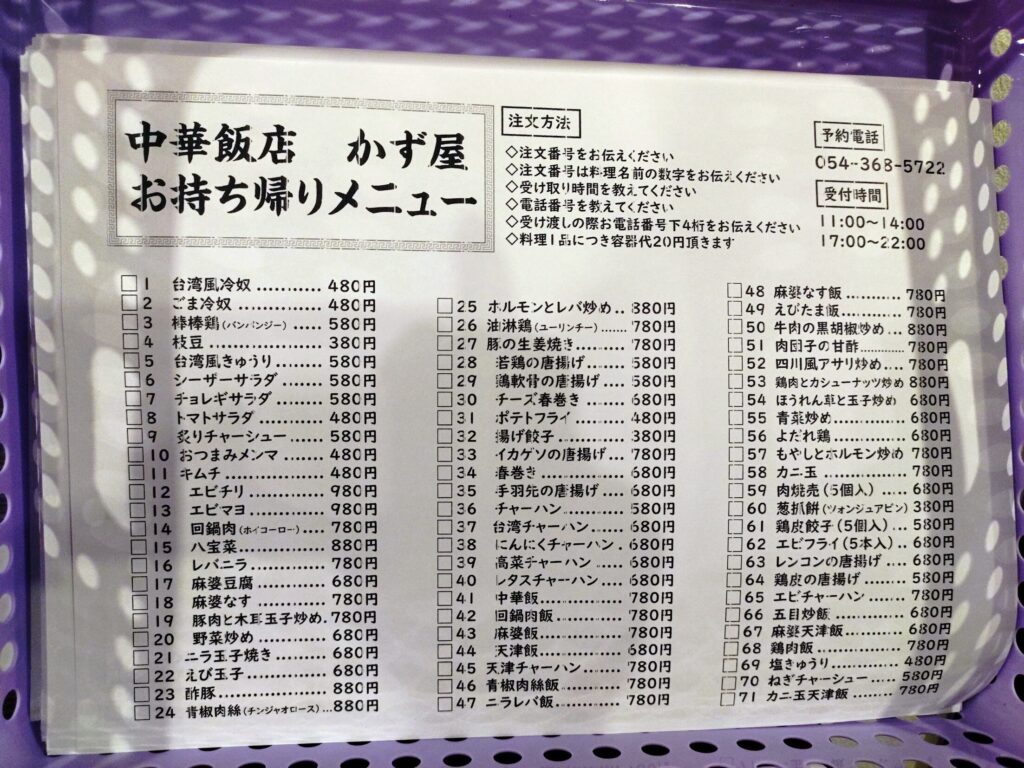 中華飯店 かず屋
お持ち帰りメニュー
注文方法
◇注文番号をお伝えください
◇注文番号は料理名前の数字をお伝えください
◇受け取り時間を教えてください
◇電話番号を教えてください
◇受け渡しの際お電話番号下4桁をお伝えください
◇料理1品につき容器代20円頂きます
予約電話
054-368-5722
受付時間
11:00〜14:00
17:00〜22:00
1 台湾風冷奴............480円
2 ごま冷奴..............480円
3 棒棒鶏(バンバンジー)......580円
4 枝豆..................380円
5 台湾風きゅうり......580円
6 シーザーサラダ......580円
7 チョレギサラダ......580円
8 トマトサラダ.........480円
9 炙りチャーシュー......580円
10 おつまみメンマ......480円
11 キムチ................480円
12 エビチリ............980円
13 エビマヨ............980円
14 回鍋肉(ホイコーロー)...780円
15 八宝菜..............880円
16 レバニラ............780円
17 麻婆豆腐............680円
18 麻婆なす............780円
19 豚肉と木耳玉子炒め.780円
20 野菜炒め............680円
21 ニラ玉子焼き.........680円
22 えび玉子............680円
23 酢豚................880円
24 青椒肉絲(チンジャオロース)...880円
25 ホルモンとレバ炒め..880円
26 油淋鶏(ユーリンチー).......780円
27 豚の生姜焼き.........780円
28 若鶏の唐揚げ......580円
29 鶏軟骨の唐揚げ....580円
30 チーズ春巻き......680円
31 ポテトフライ......480円
32 揚げ餃子...........380円
33 イカゲソの唐揚げ...780円
34 春巻き..............680円
35 手羽先の唐揚げ....680円
36 チャーハン.........580円
37 台湾チャーハン....680円
38 にんにくチャーハン.680円
39 高菜チャーハン....680円
40 レタスチャーハン...680円
41 中華飯.............780円
42 回鍋肉飯...........780円
43 麻婆飯.............780円
44 天津飯.............680円
45 天津チャーハン....780円
46 青椒肉絲飯.........780円
47 ニラレバ飯.........780円
48 麻婆なす飯.........780円
49 えびたま飯.........780円
50 牛肉の黒胡椒炒め...880円
51 肉団子の甘酢..........780円
52 四川風アサリ炒め....780円
53 鶏肉とカシューナッツ炒め 880円
54 ほうれん草と玉子炒め 680円
55 青菜炒め............680円
56 よだれ鶏............680円
57 もやしとホルモン炒め 780円
58 カニ玉..............780円
59 肉焼売(5個入).....680円
60 葱抓餅(ツォンジュアビン) 380円
61 鶏皮餃子(5個入)...580円
62 エビフライ(5本入)..680円
63 レンコンの唐揚げ...680円
64 鶏皮の唐揚げ.......580円
65 エビチャーハン.....780円
66 五目炒飯...........680円
67 麻婆天津飯.........680円
68 鶏肉飯.............780円
69 塩きゅうり.........480円
70 ねぎチャーシュー....580円
71 カニ玉天津飯.......780円